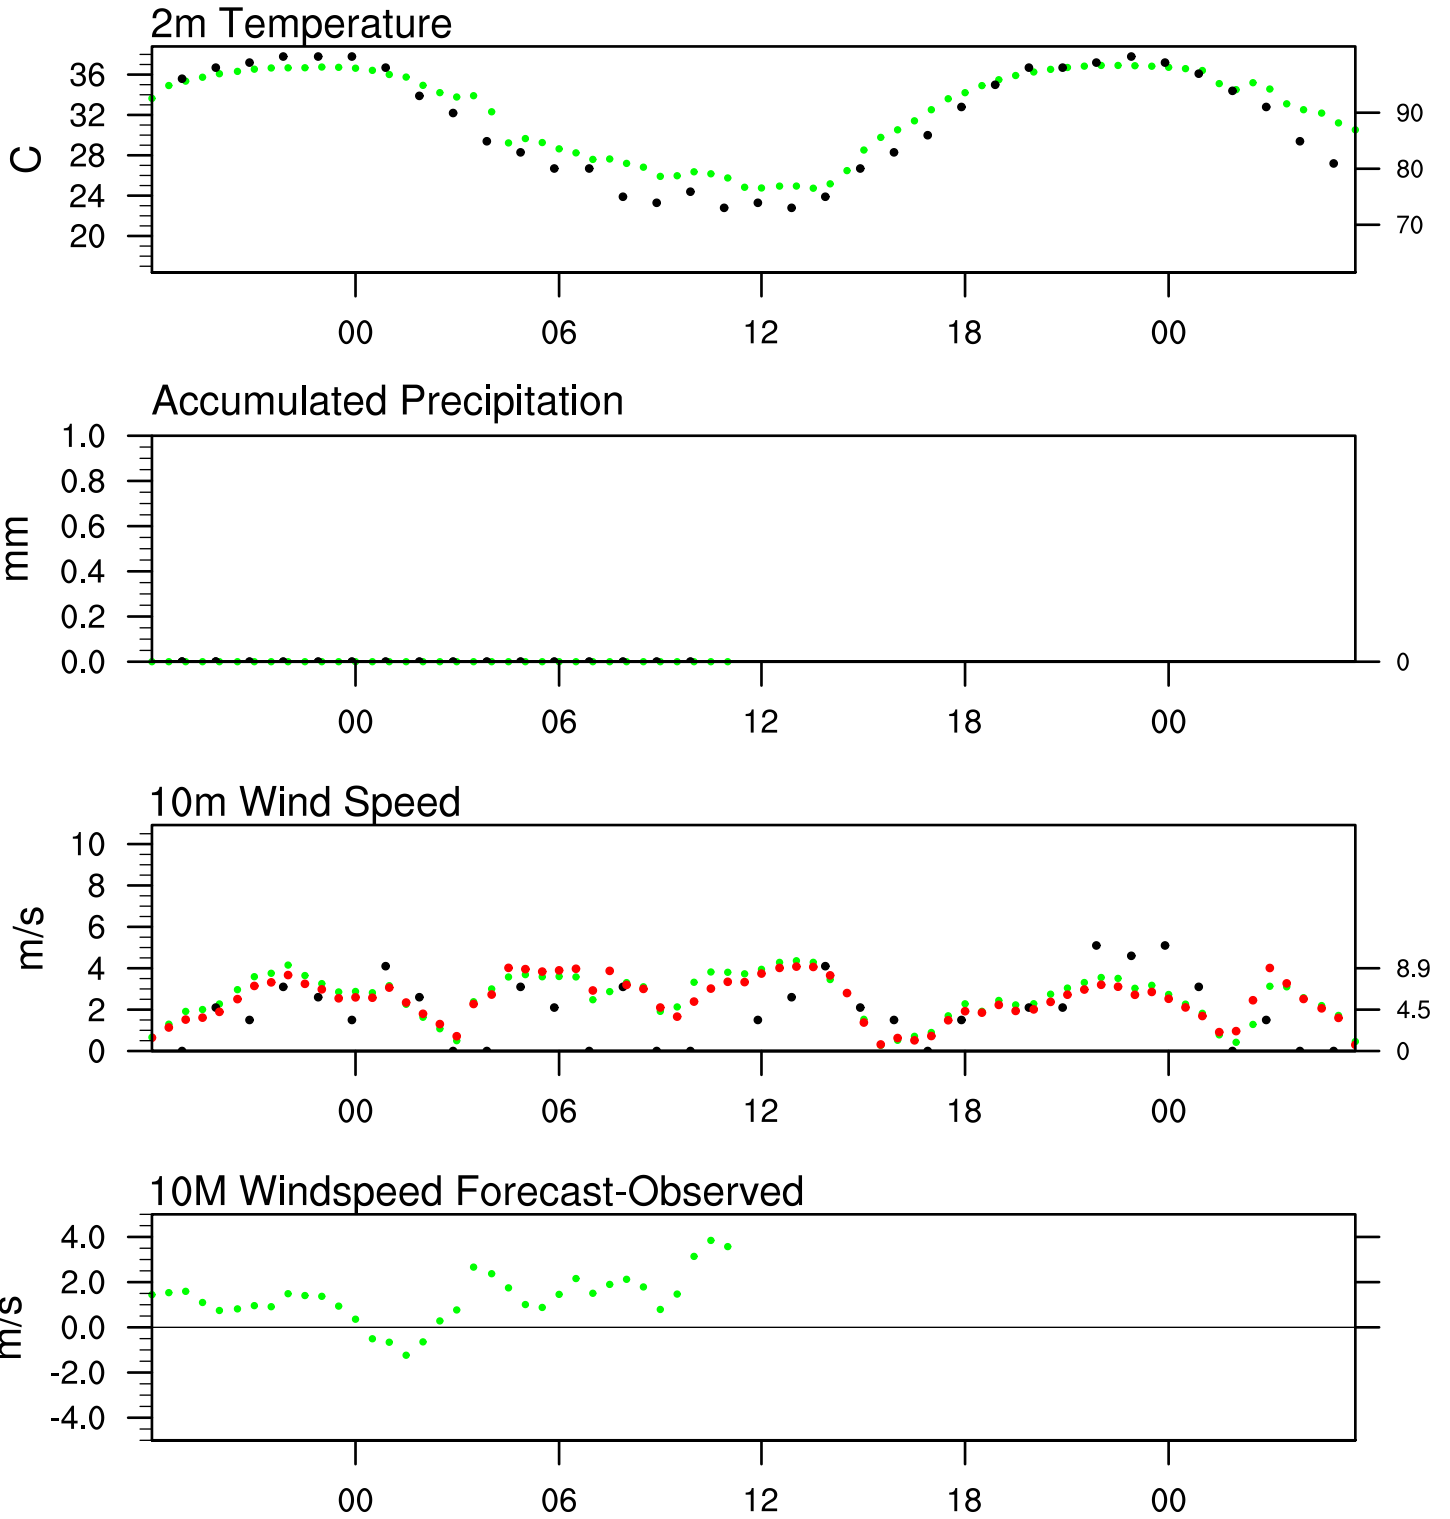 2m Temperature
36
32
28
24
20
C
90
80
70
00 06 12 18 00
Accumulated Precipitation
1.0
0.8
0.6
0.4
0.2
0.0
mm
0
00 06 12 18 00
10m Wind Speed
10
8
6
4
2
0
m/s
8.9
4.5
0
00 06 12 18 00
10M Windspeed Forecast-Observed
4.0
2.0
0.0
-2.0
-4.0
m/s
00 06 12 18 00